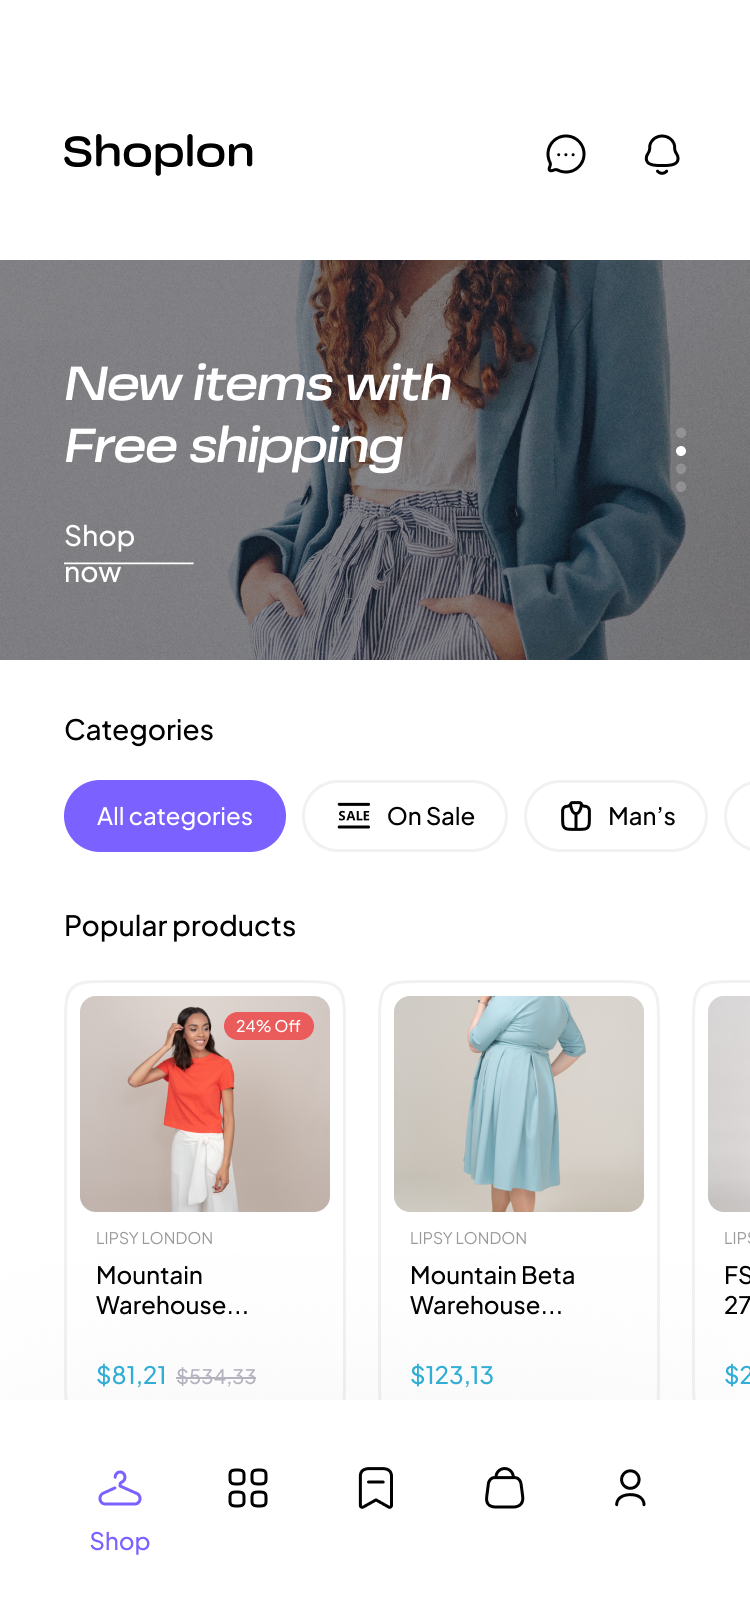 Shoplon
New items with
Free shipping
Shop
now
Categories
All categories
SALE On Sale
Man’s
Popular products
24% Off
LIPSY LONDON
Mountain
Warehouse...
$81,21 $534,33
LIPSY LONDON
Mountain Beta
Warehouse...
$123,13
LIPS
FS
27
$2
Shop